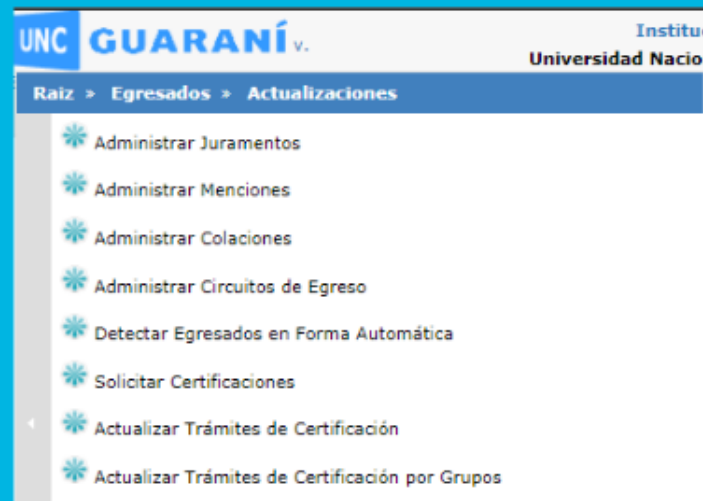 UNC GUARANÍ v.
Institu
Universidad Nacio
Raiz » Egresados » Actualizaciones
Administrar Juramentos
Administrar Menciones
Administrar Colaciones
Administrar Circuitos de Egreso
Detectar Egresados en Forma Automática
Solicitar Certificaciones
Actualizar Trámites de Certificación
Actualizar Trámites de Certificación por Grupos